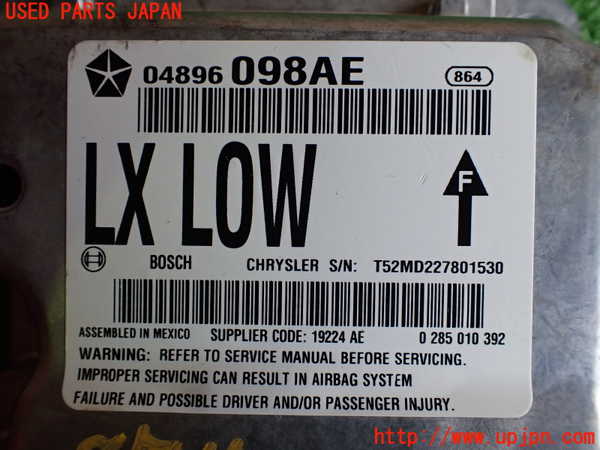 USED PARTS JAPAN
04896 098AE 864
LX LOW F
BOSCH CHRYSLER S/N: T52MD227801530
ASSEMBLED IN MEXICO SUPPLIER CODE: 19224 AE 0 285 010 392
WARNING: REFER TO SERVICE MANUAL BEFORE SERVICING.
IMPROPER SERVICING CAN RESULT IN AIRBAG SYSTEM
FAILURE AND POSSIBLE DRIVER AND/OR PASSENGER INJURY.
http://www.upjpn.com/